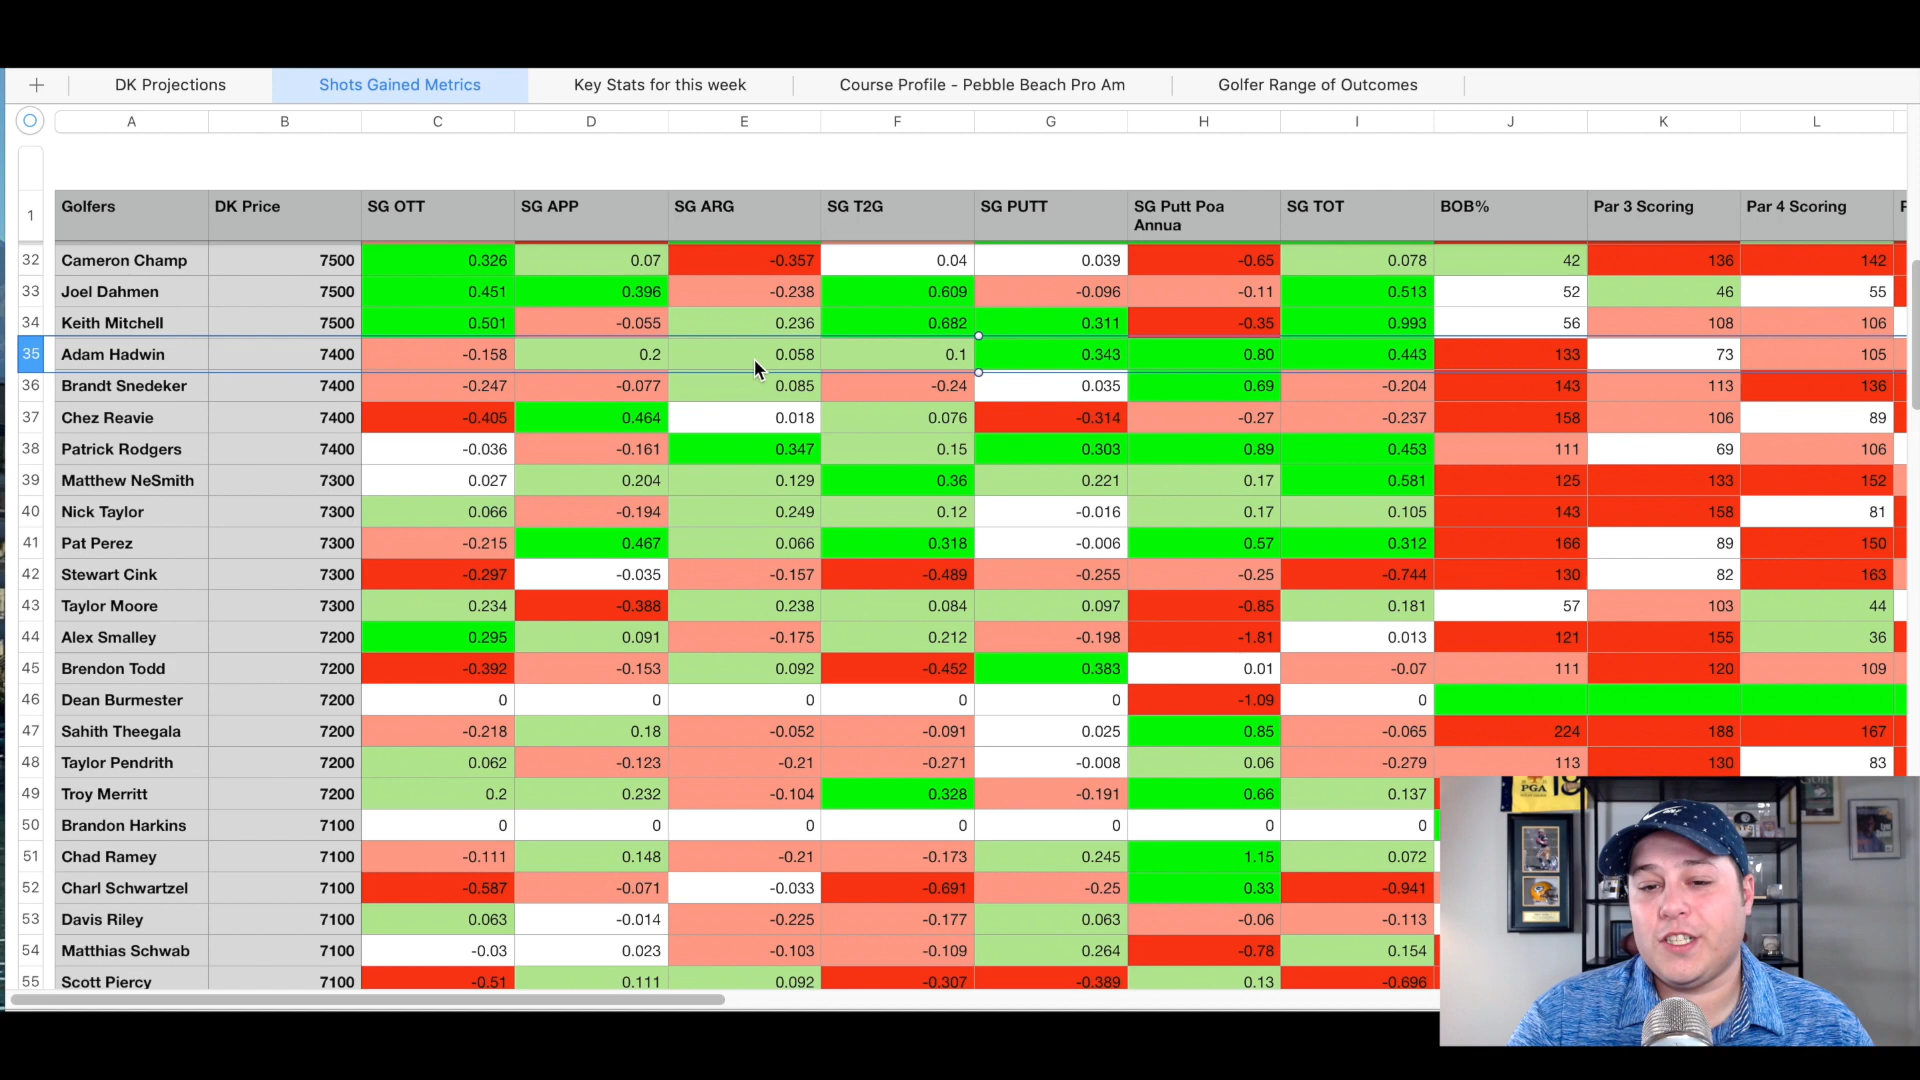 DK Projections Shots Gained Metrics Key Stats for this week Course Profile - Pebble Beach Pro Am Golfer Range of Outcomes
A B C D E F G H I J K L
1 Golfers DK Price SG OTT SG APP SG ARG SG T2G SG PUTT SG Putt Poa Annua SG TOT BOB% Par 3 Scoring Par 4 Scoring
32 Cameron Champ 7500 0.326 0.07 -0.357 0.04 0.039 -0.65 0.078 42 136 142
33 Joel Dahmen 7500 0.451 0.396 -0.238 0.609 -0.096 -0.11 0.513 52 46 55
34 Keith Mitchell 7500 0.501 -0.055 0.236 0.682 0.311 -0.35 0.993 56 108 106
35 Adam Hadwin 7400 -0.158 0.2 0.058 0.1 0.343 0.80 0.443 133 73 105
36 Brandt Snedeker 7400 -0.247 -0.077 0.085 -0.24 0.035 0.69 -0.204 143 113 136
37 Chez Reavie 7400 -0.405 0.464 0.018 0.076 -0.314 -0.27 -0.237 158 106 89
38 Patrick Rodgers 7400 -0.036 -0.161 0.347 0.15 0.303 0.89 0.453 111 69 106
39 Matthew NeSmith 7300 0.027 0.204 0.129 0.36 0.221 0.17 0.581 125 133 152
40 Nick Taylor 7300 0.066 -0.194 0.249 0.12 -0.016 0.17 0.105 143 158 81
41 Pat Perez 7300 -0.215 0.467 0.066 0.318 -0.006 0.57 0.312 166 89 150
42 Stewart Cink 7300 -0.297 -0.035 -0.157 -0.489 -0.255 -0.25 -0.744 130 82 163
43 Taylor Moore 7300 0.234 -0.388 0.238 0.084 0.097 -0.85 0.181 57 103 44
44 Alex Smalley 7200 0.295 0.091 -0.175 0.212 -0.198 -1.81 0.013 121 155 36
45 Brendon Todd 7200 -0.392 -0.153 0.092 -0.452 0.383 0.01 -0.07 111 120 109
46 Dean Burmester 7200 0 0 0 0 0 -1.09 0
47 Sahith Theegala 7200 -0.218 0.18 -0.052 -0.091 0.025 0.85 -0.065 224 188 167
48 Taylor Pendrith 7200 0.062 -0.123 -0.21 -0.271 -0.008 0.06 -0.279 113 130 83
49 Troy Merritt 7200 0.2 0.232 -0.104 0.328 -0.191 0.66 0.137
50 Brandon Harkins 7100 0 0 0 0 0 0 0
51 Chad Ramey 7100 -0.111 0.148 -0.21 -0.173 0.245 1.15 0.072
52 Charl Schwartzel 7100 -0.587 -0.071 -0.033 -0.691 -0.25 0.33 -0.941
53 Davis Riley 7100 0.063 -0.014 -0.225 -0.177 0.063 -0.06 -0.113
54 Matthias Schwab 7100 -0.03 0.023 -0.103 -0.109 0.264 -0.78 0.154
55 Scott Piercy 7100 -0.51 0.111 0.092 -0.307 -0.389 0.13 -0.696
PGA